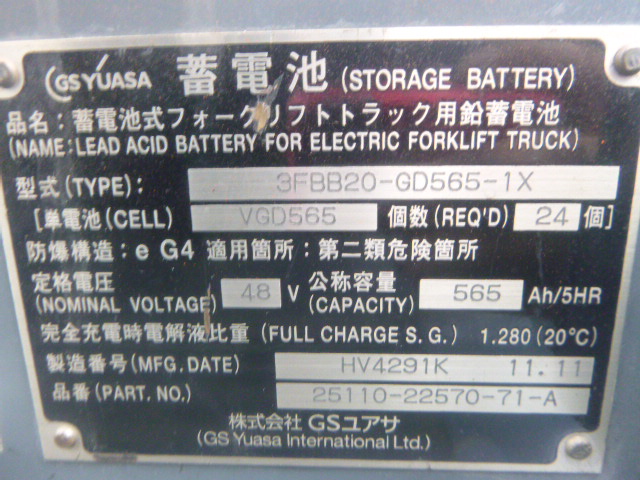 GS YUASA 蓄電池 (STORAGE BATTERY)
品名：蓄電池式フォークリフトトラック用鉛蓄電池
(NAME: LEAD ACID BATTERY FOR ELECTRIC FORKLIFT TRUCK)
型式 (TYPE): 3FBB20-GD565-1X
[単電池 (CELL) VGD565 個数 (REQ'D) 24 個]
防爆構造：e G4 適用箇所：第二類危険箇所
定格電圧 (NOMINAL VOLTAGE) 48 V 公称容量 (CAPACITY) 565 Ah/5HR
完全充電時電解液比重 (FULL CHARGE S. G.) 1.280 (20°C)
製造番号 (MFG. DATE) HV4291K 11.11
品番 (PART. NO.) 25110-22570-71-A
株式会社 GSユアサ
(GS Yuasa International Ltd.)